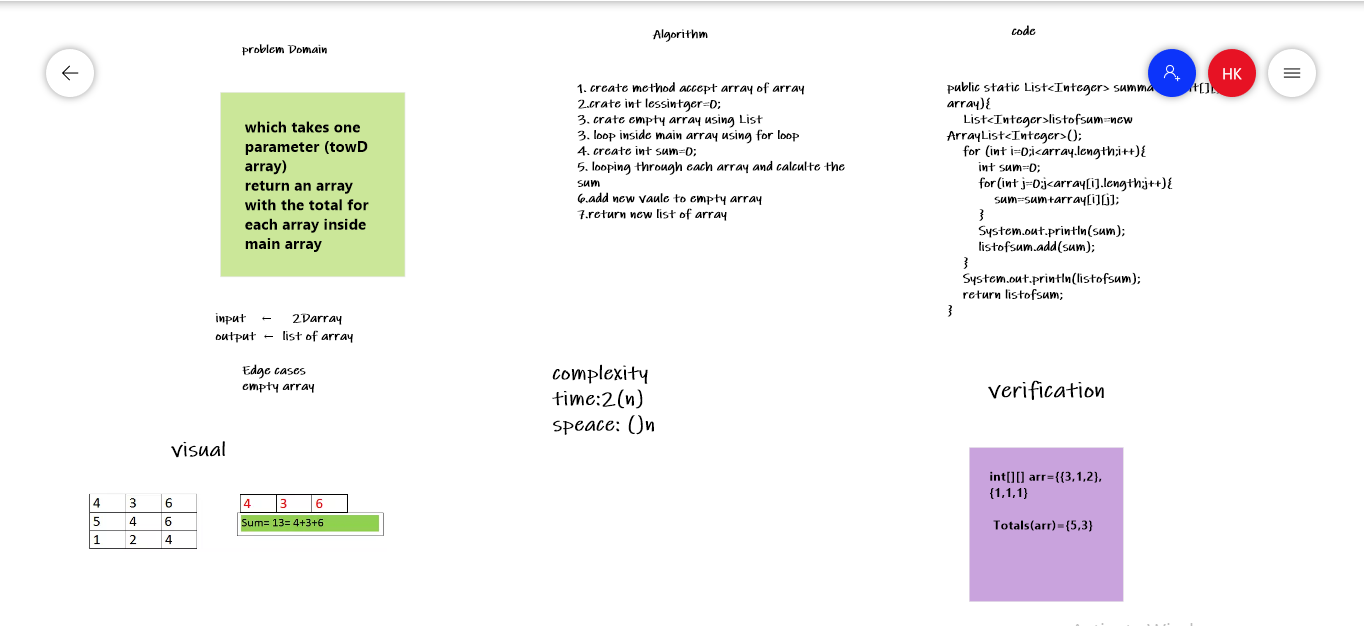 problem Domain
which takes one
parameter (towD
array)
return an array
with the total for
each array inside
main array
input ← 2Darray
output ← list of array
Edge cases
empty array
visual
4 3 6
5 4 6
1 2 4
4 3 6
Sum= 13= 4+3+6
Algorithm
1. create method accept array of array
2.crate int lessintger=0;
3. crate empty array using List
3. loop inside main array using for loop
4. create int sum=0;
5. looping through each array and calculte the
sum
6.add new vaule to empty array
7.return new list of array
complexity
time:2(n)
speace: ()n
code
HK
public static List<Integer> summa t[][
array){
List<Integer>listofsum=new
ArrayList<Integer>();
for (int i=0;i<array.length;i++){
int sum=0;
for(int j=0;j<array[i].length;j++){
sum=sum+array[i][j];
}
System.out.println(sum);
listofsum.add(sum);
}
System.out.println(listofsum);
return listofsum;
}
verification
int[][] arr={{3,1,2},
{1,1,1}
Totals(arr)={5,3}